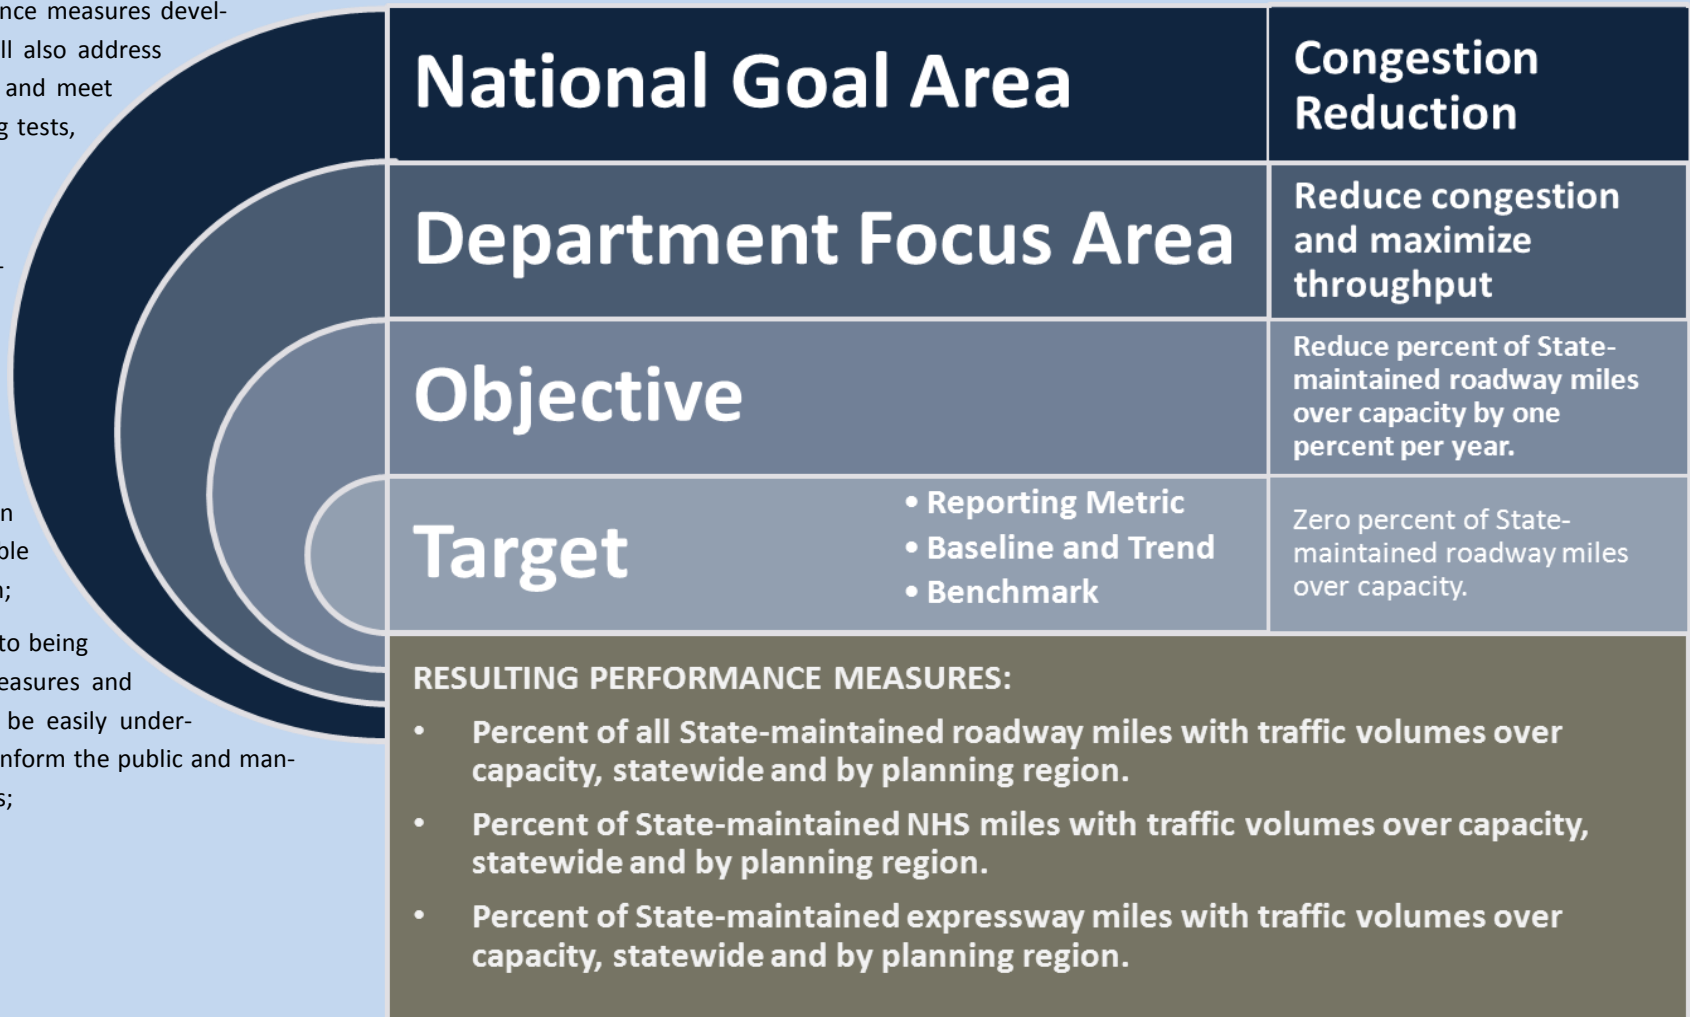 nce measures devel-
ll also address
and meet
g tests,
-
n
ble
n;
to being
easures and
be easily under-
nform the public and man-
s;
National Goal Area
Congestion
Reduction
Department Focus Area
Reduce congestion
and maximize
throughput
Objective
Reduce percent of State-
maintained roadway miles
over capacity by one
percent per year.
Target
• Reporting Metric
• Baseline and Trend
• Benchmark
Zero percent of State-
maintained roadway miles
over capacity.
RESULTING PERFORMANCE MEASURES:
• Percent of all State-maintained roadway miles with traffic volumes over
capacity, statewide and by planning region.
• Percent of State-maintained NHS miles with traffic volumes over capacity,
statewide and by planning region.
• Percent of State-maintained expressway miles with traffic volumes over
capacity, statewide and by planning region.